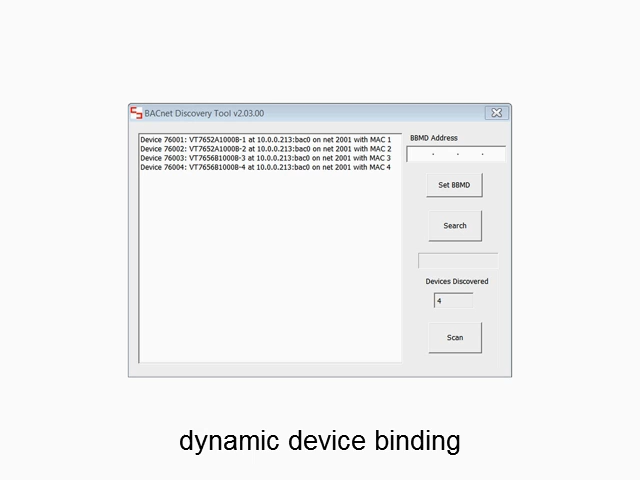 BACnet Discovery Tool v2.03.00
Device 76001: VT7652A1000B-1 at 10.0.0.213:bac0 on net 2001 with MAC 1
Device 76002: VT7652A1000B-2 at 10.0.0.213:bac0 on net 2001 with MAC 2
Device 76003: VT7656B1000B-3 at 10.0.0.213:bac0 on net 2001 with MAC 3
Device 76004: VT7656B1000B-4 at 10.0.0.213:bac0 on net 2001 with MAC 4
BBMD Address
. . .
Set BBMD
Search
Devices Discovered
4
Scan
dynamic device binding